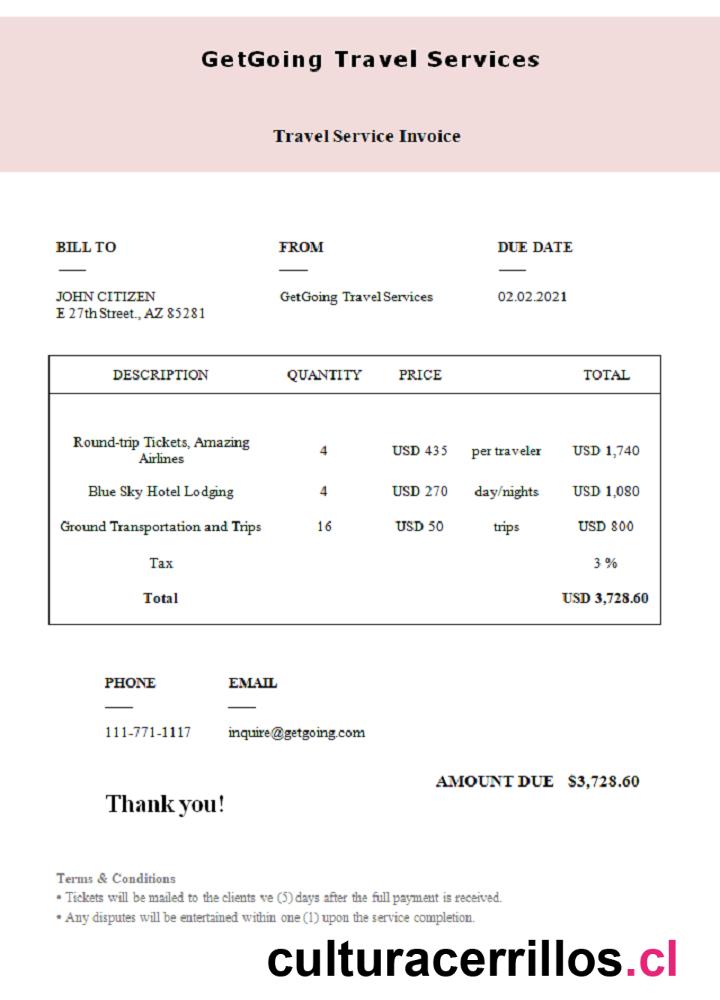 GetGoing Travel Services
Travel Service Invoice
BILL TO FROM DUE DATE
JOHN CITIZEN GetGoing Travel Services 02.02.2021
E 27th Street., AZ 85281
DESCRIPTION QUANTITY PRICE TOTAL
Round-trip Tickets, Amazing
Airlines 4 USD 435 per traveler USD 1,740
Blue Sky Hotel Lodging 4 USD 270 day/nights USD 1,080
Ground Transportation and Trips 16 USD 50 trips USD 800
Tax 3 %
Total USD 3,728.60
PHONE EMAIL
111-771-1117 inquire@getgoing.com
AMOUNT DUE $3,728.60
Thank you!
Terms & Conditions
• Tickets will be mailed to the clients ve (5) days after the full payment is received.
• Any disputes will be entertained within one (1) upon the service completion.
culturacerrillos.cl